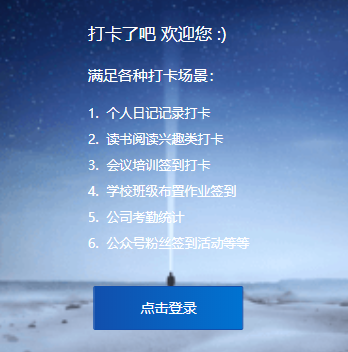 打卡了吧 欢迎您 :)
满足各种打卡场景：
1. 个人日记记录打卡
2. 读书阅读兴趣类打卡
3. 会议培训签到打卡
4. 学校班级布置作业签到
5. 公司考勤统计
6. 公众号粉丝签到活动等等
点击登录